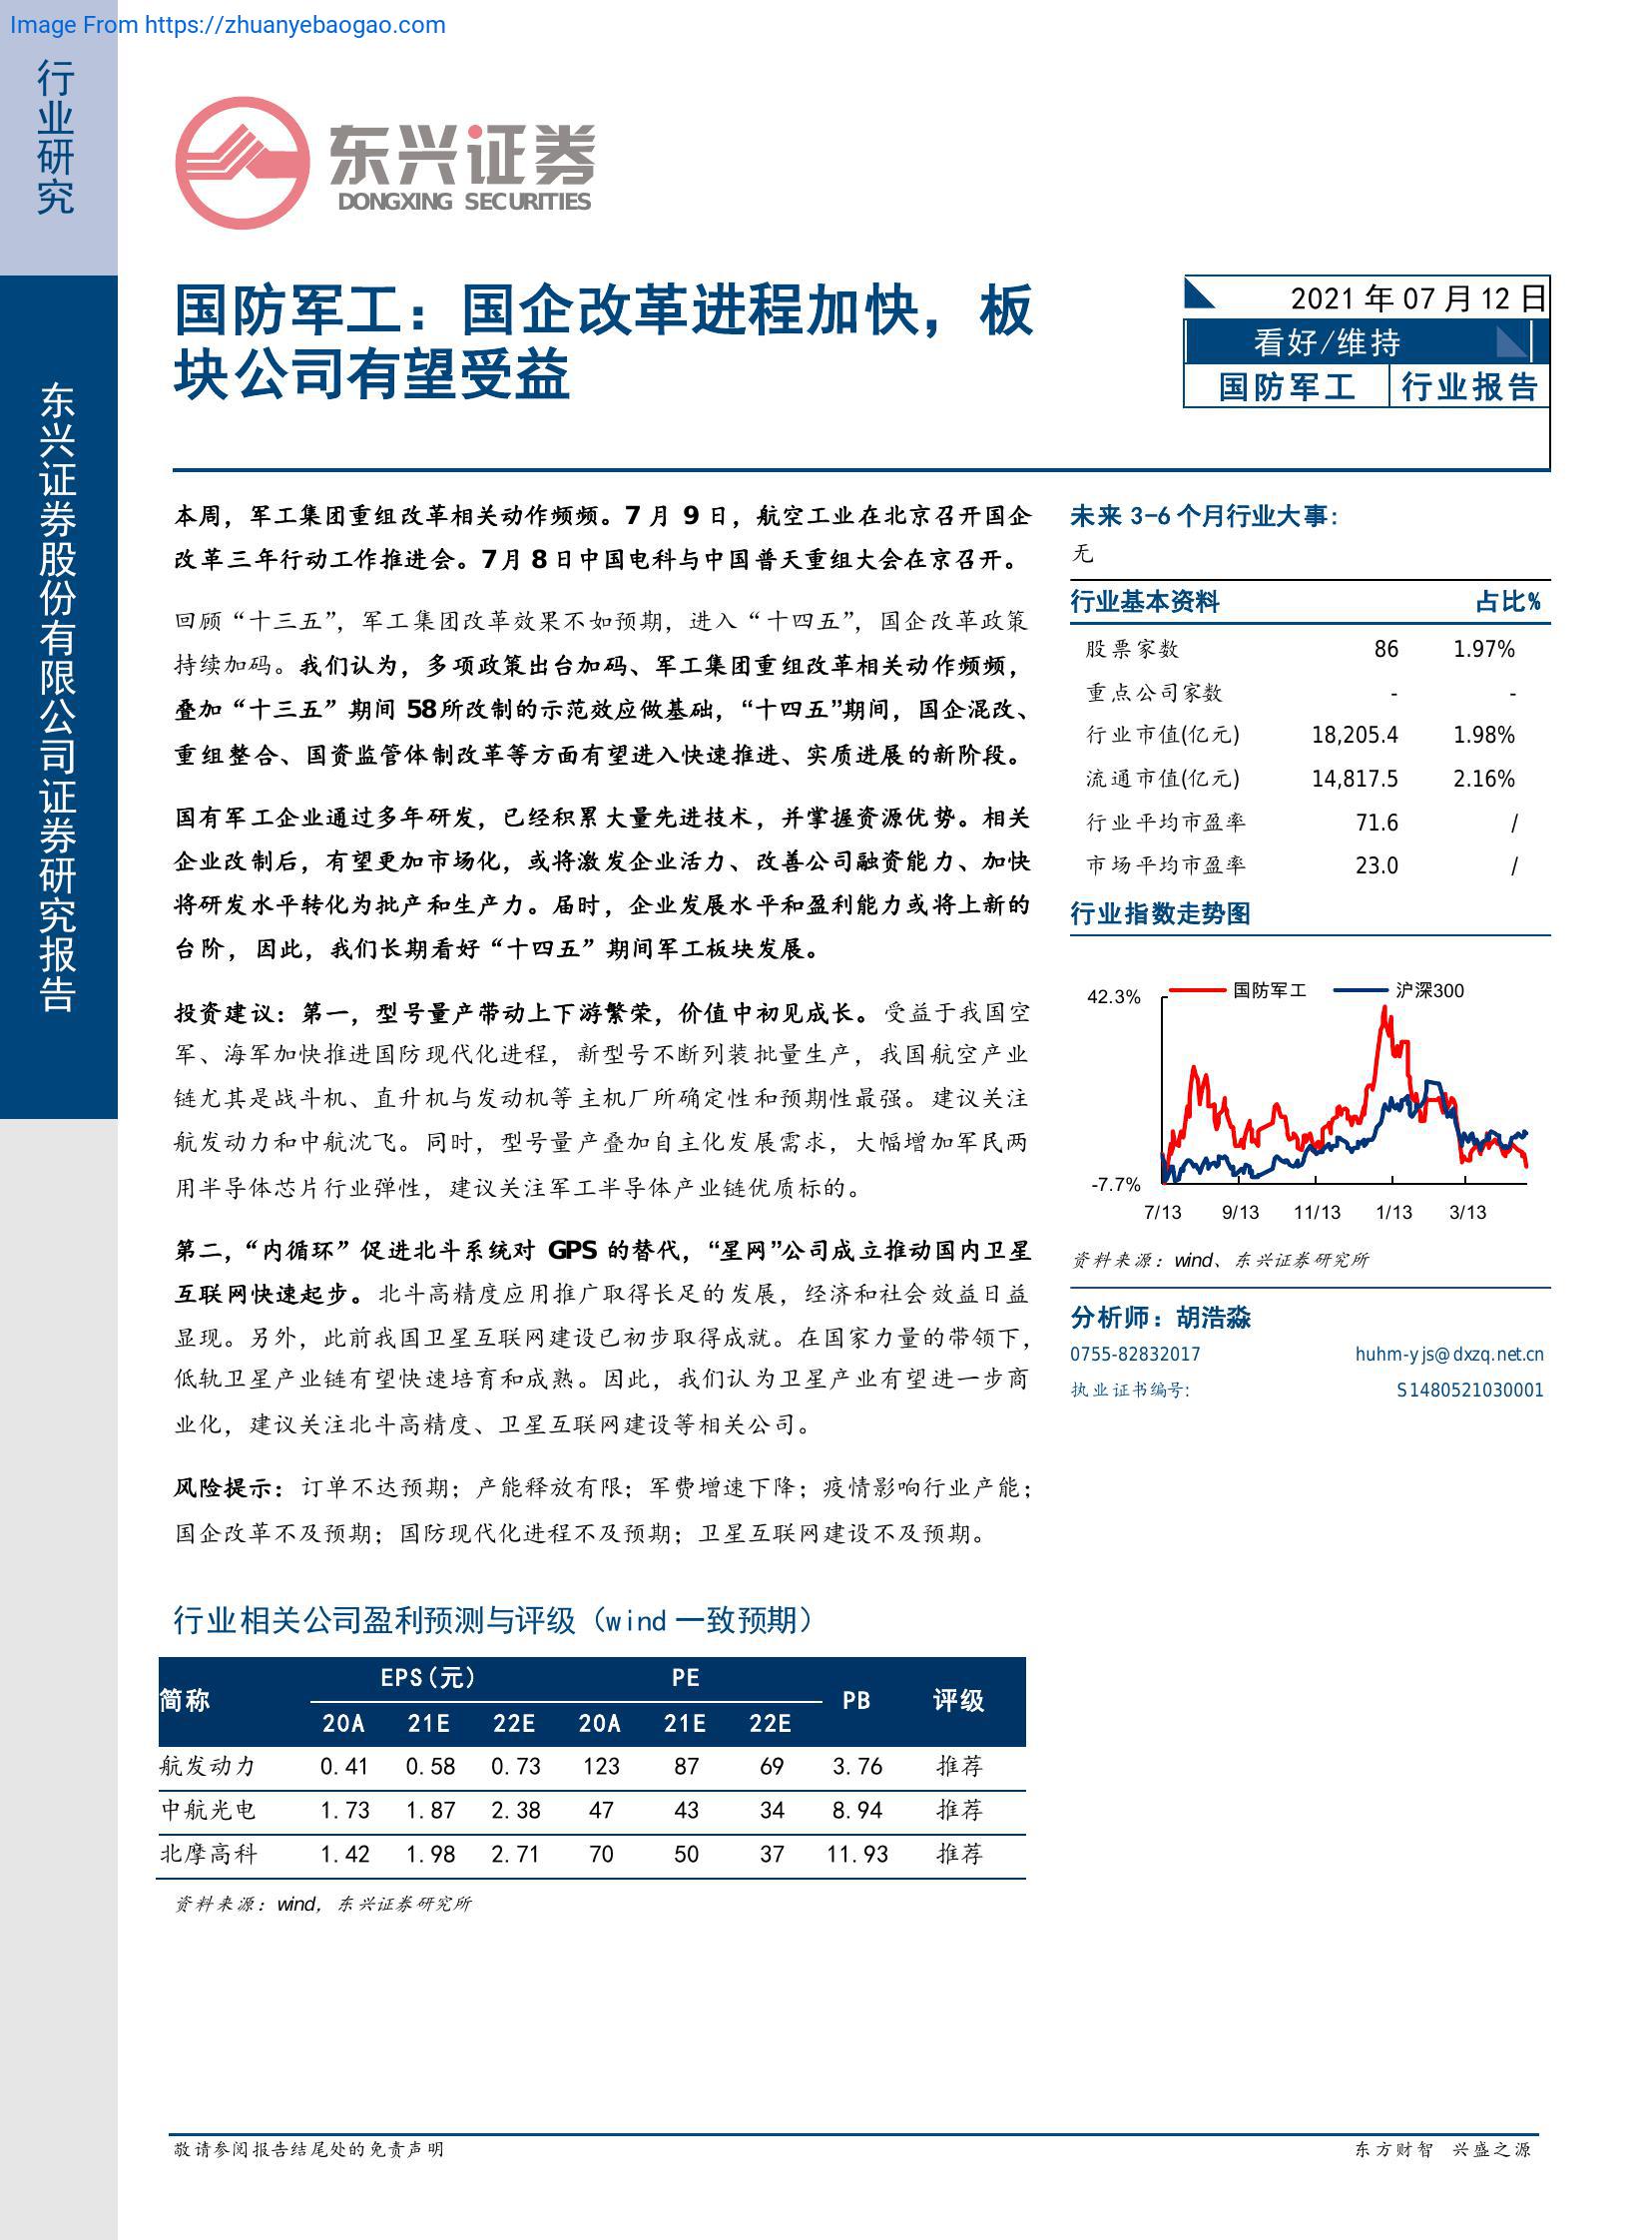 Image From https://zhuanyebaogao.com
行业研究
东兴证券股份有限公司证券研究报告
东兴证券
DONGXING SECURITIES
国防军工：国企改革进程加快，板
块公司有望受益
2021 年 07 月 12 日
看好/维持
国防军工 行业报告
本周，军工集团重组改革相关动作频频。7 月 9 日，航空工业在北京召开国企
改革三年行动工作推进会。7月 8 日中国电科与中国普天重组大会在京召开。
回顾“十三五”，军工集团改革效果不如预期，进入“十四五”，国企改革政策
持续加码。我们认为，多项政策出台加码、军工集团重组改革相关动作频频，
叠加“十三五”期间 58所改制的示范效应做基础，“十四五”期间，国企混改、
重组整合、国资监管体制改革等方面有望进入快速推进、实质进展的新阶段。
国有军工企业通过多年研发，已经积累大量先进技术，并掌握资源优势。相关
企业改制后，有望更加市场化，或将激发企业活力、改善公司融资能力、加快
将研发水平转化为批产和生产力。届时，企业发展水平和盈利能力或将上新的
台阶，因此，我们长期看好“十四五”期间军工板块发展。
投资建议：第一，型号量产带动上下游繁荣，价值中初见成长。受益于我国空
军、海军加快推进国防现代化进程，新型号不断列装批量生产，我国航空产业
链尤其是战斗机、直升机与发动机等主机厂所确定性和预期性最强。建议关注
航发动力和中航沈飞。同时，型号量产叠加自主化发展需求，大幅增加军民两
用半导体芯片行业弹性，建议关注军工半导体产业链优质标的。
第二，“内循环”促进北斗系统对 GPS 的替代，“星网”公司成立推动国内卫星
互联网快速起步。北斗高精度应用推广取得长足的发展，经济和社会效益日益
显现。另外，此前我国卫星互联网建设已初步取得成就。在国家力量的带领下，
低轨卫星产业链有望快速培育和成熟。因此，我们认为卫星产业有望进一步商
业化，建议关注北斗高精度、卫星互联网建设等相关公司。
风险提示：订单不达预期；产能释放有限；军费增速下降；疫情影响行业产能；
国企改革不及预期；国防现代化进程不及预期；卫星互联网建设不及预期。
未来 3-6 个月行业大事：
无
行业基本资料 占比%
股票家数 86 1.97%
重点公司家数 - -
行业市值(亿元) 18,205.4 1.98%
流通市值(亿元) 14,817.5 2.16%
行业平均市盈率 71.6 /
市场平均市盈率 23.0 /
行业指数走势图
国防军工 沪深300
42.3%
-7.7%
7/13 9/13 11/13 1/13 3/13
资料来源：wind、东兴证券研究所
分析师：胡浩淼
0755-82832017 huhm-yjs@dxzq.net.cn
执业证书编号: S1480521030001
行业相关公司盈利预测与评级（wind 一致预期）
简称 EPS(元) PE PB 评级
20A 21E 22E 20A 21E 22E
航发动力 0.41 0.58 0.73 123 87 69 3.76 推荐
中航光电 1.73 1.87 2.38 47 43 34 8.94 推荐
北摩高科 1.42 1.98 2.71 70 50 37 11.93 推荐
资料来源：wind，东兴证券研究所
敬请参阅报告结尾处的免责声明
东方财智 兴盛之源